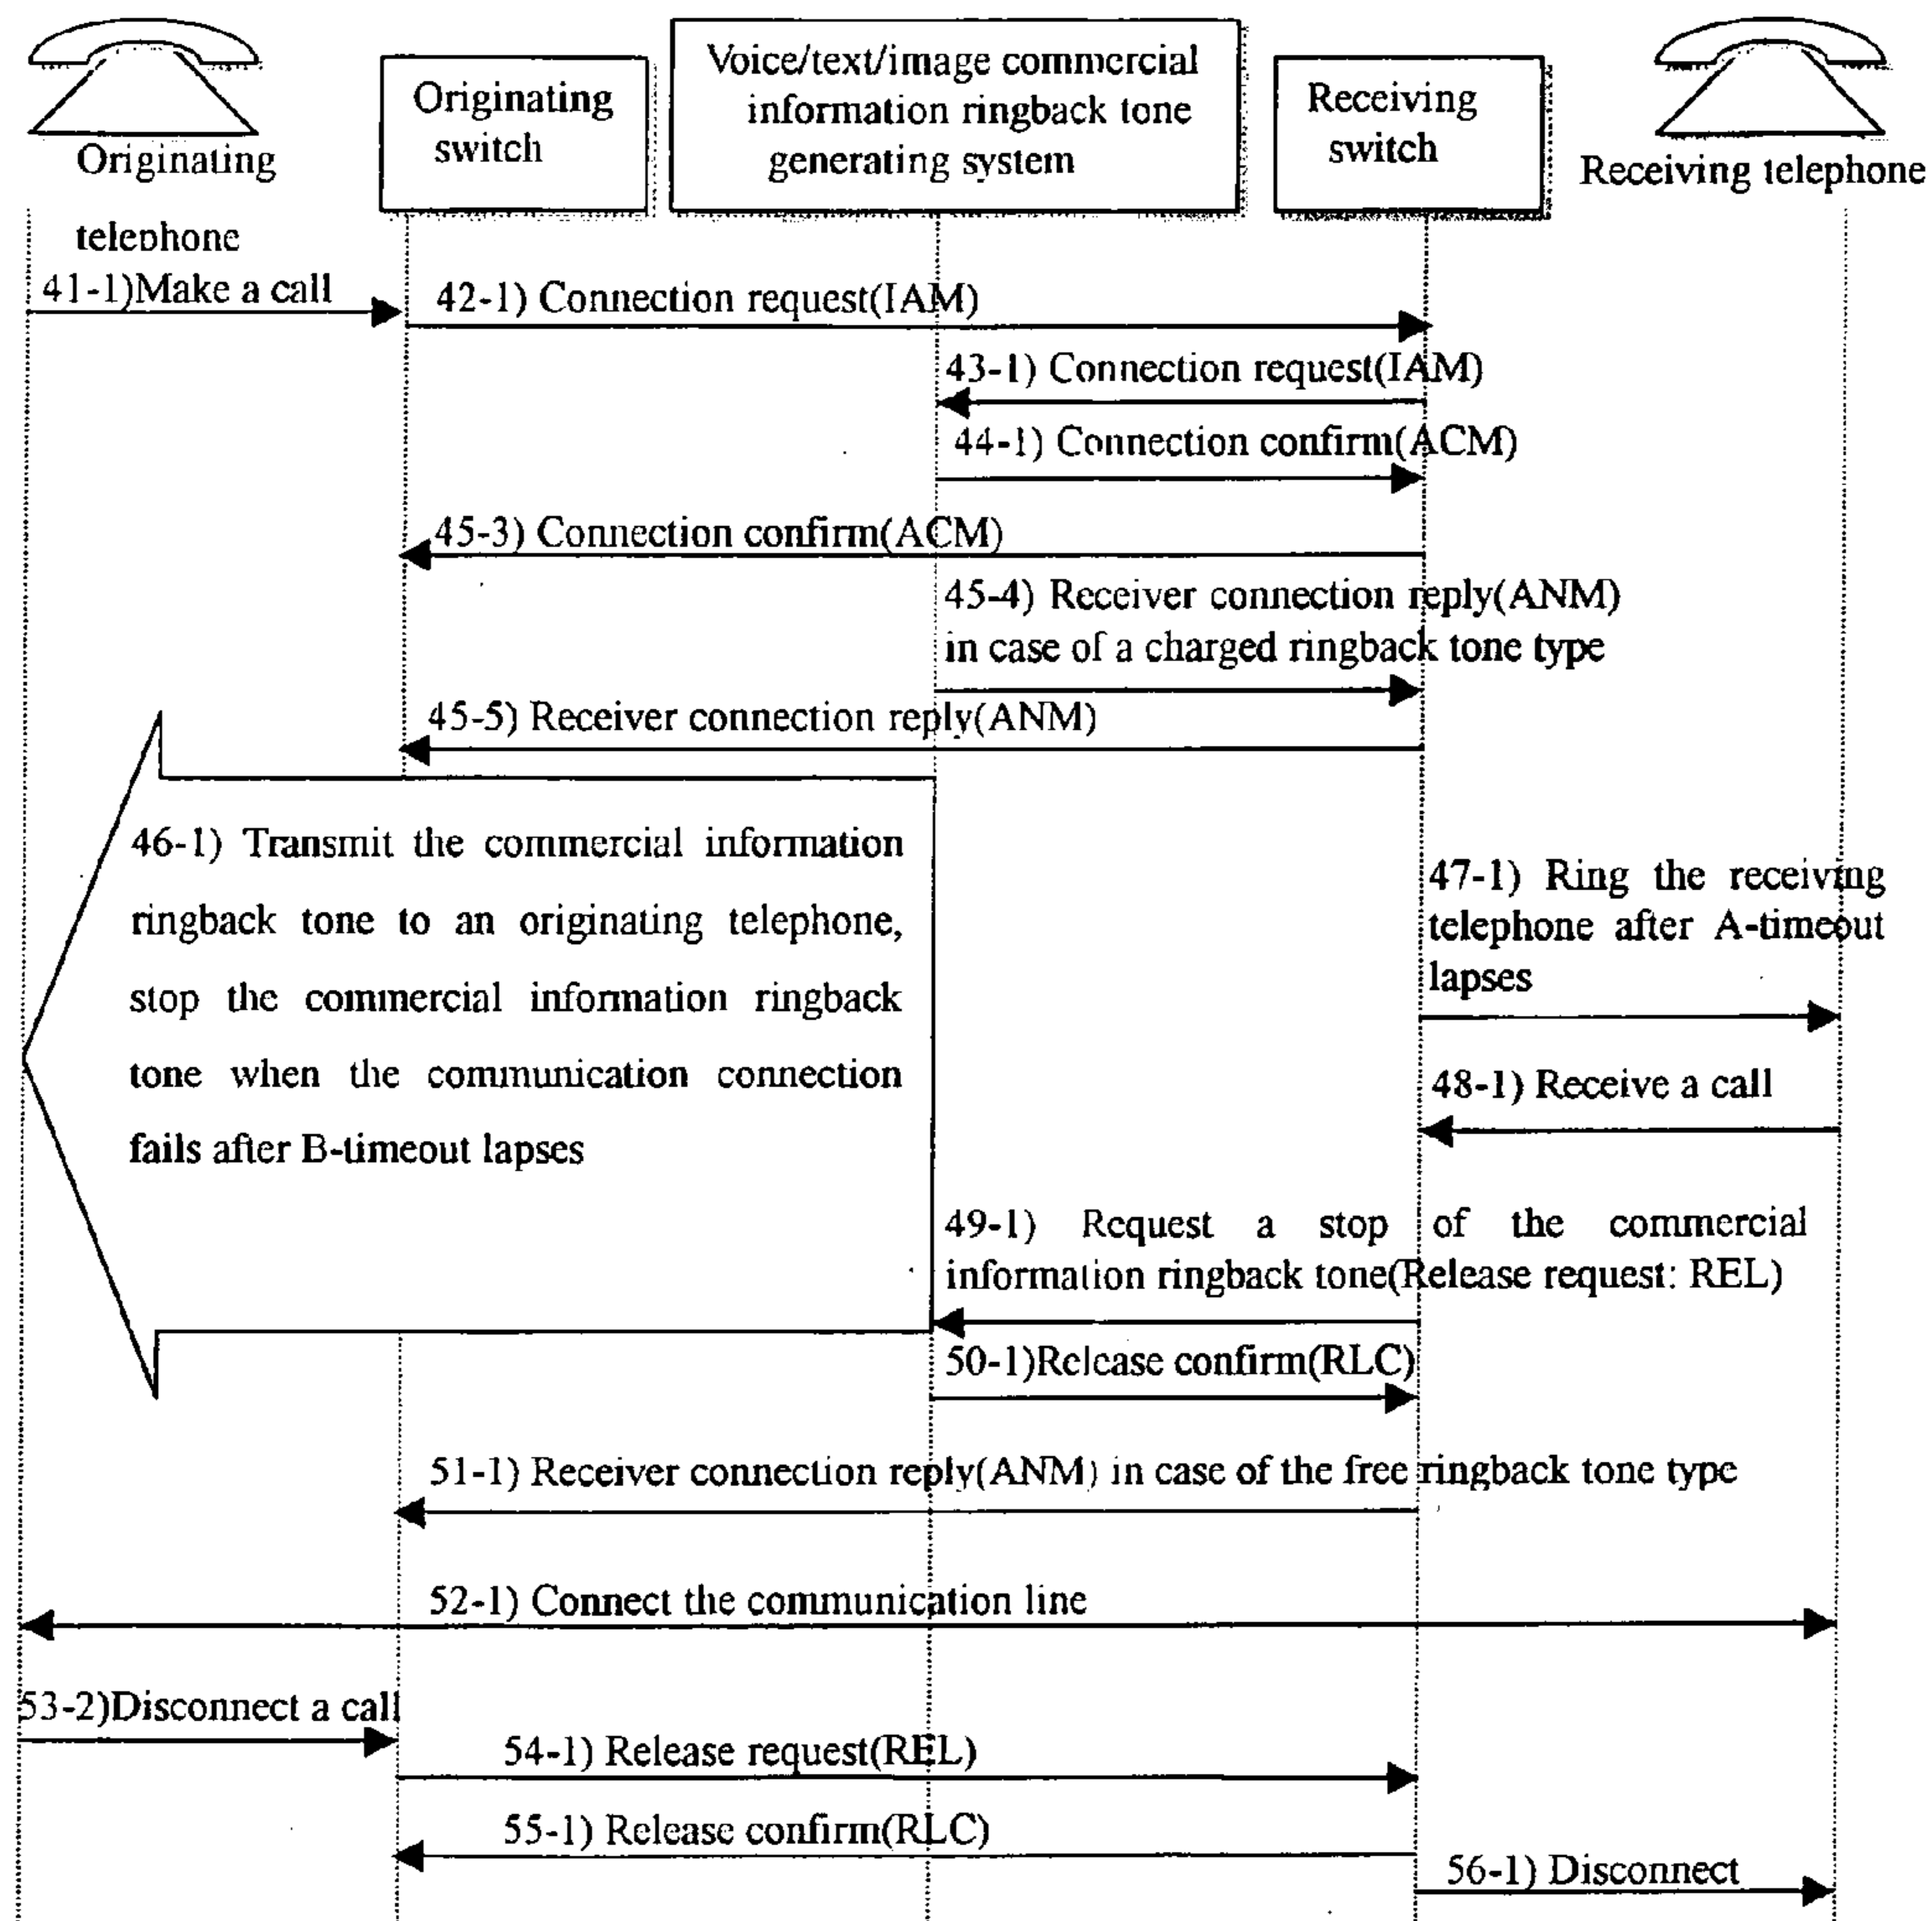 Originating
telephone
Originating
switch
Voice/text/image commercial
information ringback tone
generating system
Receiving
switch
Receiving telephone
41-1)Make a call
42-1) Connection request(IAM)
43-1) Connection request(IAM)
44-1) Connection confirm(ACM)
45-3) Connection confirm(ACM)
45-4) Receiver connection reply(ANM)
in case of a charged ringback tone type
45-5) Receiver connection reply(ANM)
46-1) Transmit the commercial information
ringback tone to an originating telephone,
stop the commercial information ringback
tone when the communication connection
fails after B-timeout lapses
47-1) Ring the receiving
telephone after A-timeout
lapses
48-1) Receive a call
49-1) Request a stop of the commercial
information ringback tone(Release request: REL)
50-1)Release confirm(RLC)
51-1) Receiver connection reply(ANM) in case of the free ringback tone type
52-1) Connect the communication line
53-2)Disconnect a call
54-1) Release request(REL)
55-1) Release confirm(RLC)
56-1) Disconnect